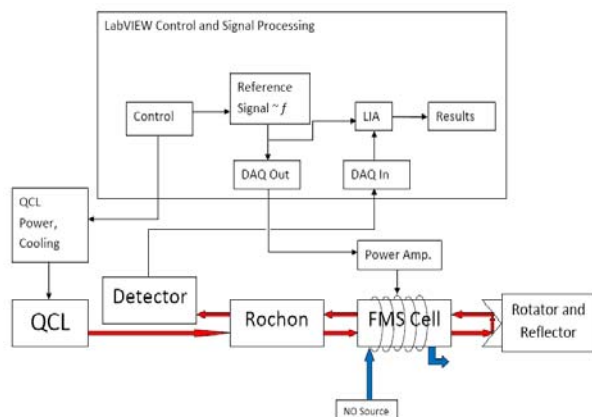 LabVIEW Control and Signal Processing
Reference
Signal ~ f
Control
LIA
Results
DAQ Out
DAQ In
QCL
Power,
Cooling
Power Amp.
Detector
QCL
Rochon
FMS Cell
Rotator and
Reflector
NO Source